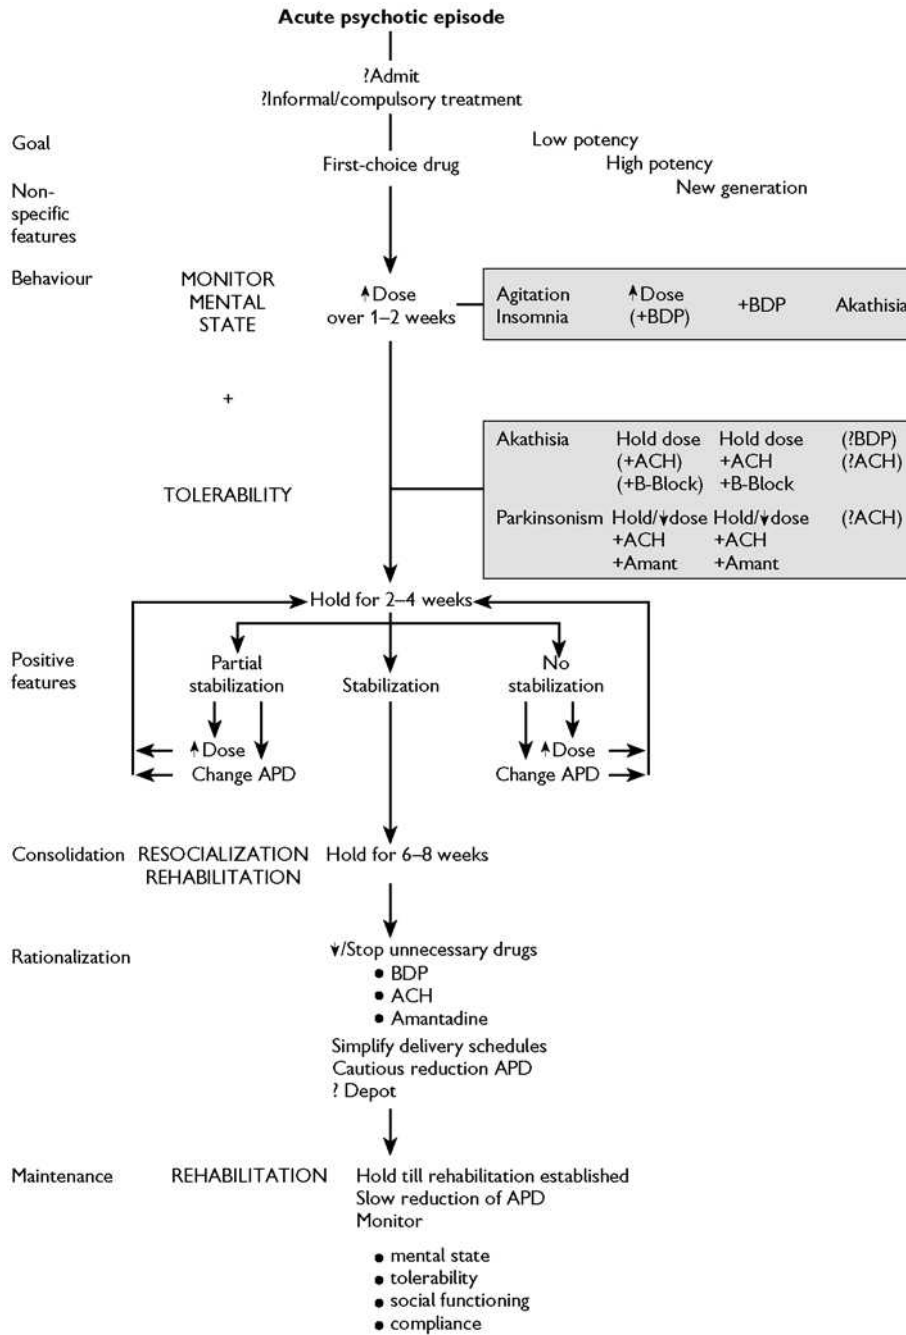 Acute psychotic episode
?Admit
?Informal/compulsory treatment
Goal
Low potency
First-choice drug
High potency
Non-
specific
features
New generation
Behaviour
MONITOR
MENTAL
STATE
↑Dose
over 1–2 weeks
Agitation
Insomnia
↑Dose
(+BDP)
+BDP
Akathisia
+
TOLERABILITY
Akathisia
Hold dose
(+ACH)
(+B-Block)
Hold dose
+ACH
+B-Block
(?BDP)
(?ACH)
Parkinsonism
Hold/↓dose
+ACH
+Amant
Hold/↓dose
+ACH
+Amant
(?ACH)
Hold for 2–4 weeks
Positive
features
Partial
stabilization
Stabilization
No
stabilization
↑Dose
Change APD
↑Dose
Change APD
Consolidation
RESOCIALIZATION
REHABILITATION
Hold for 6–8 weeks
Rationalization
↓/Stop unnecessary drugs
• BDP
• ACH
• Amantadine
Simplify delivery schedules
Cautious reduction APD
? Depot
Maintenance
REHABILITATION
Hold till rehabilitation established
Slow reduction of APD
Monitor
• mental state
• tolerability
• social functioning
• compliance